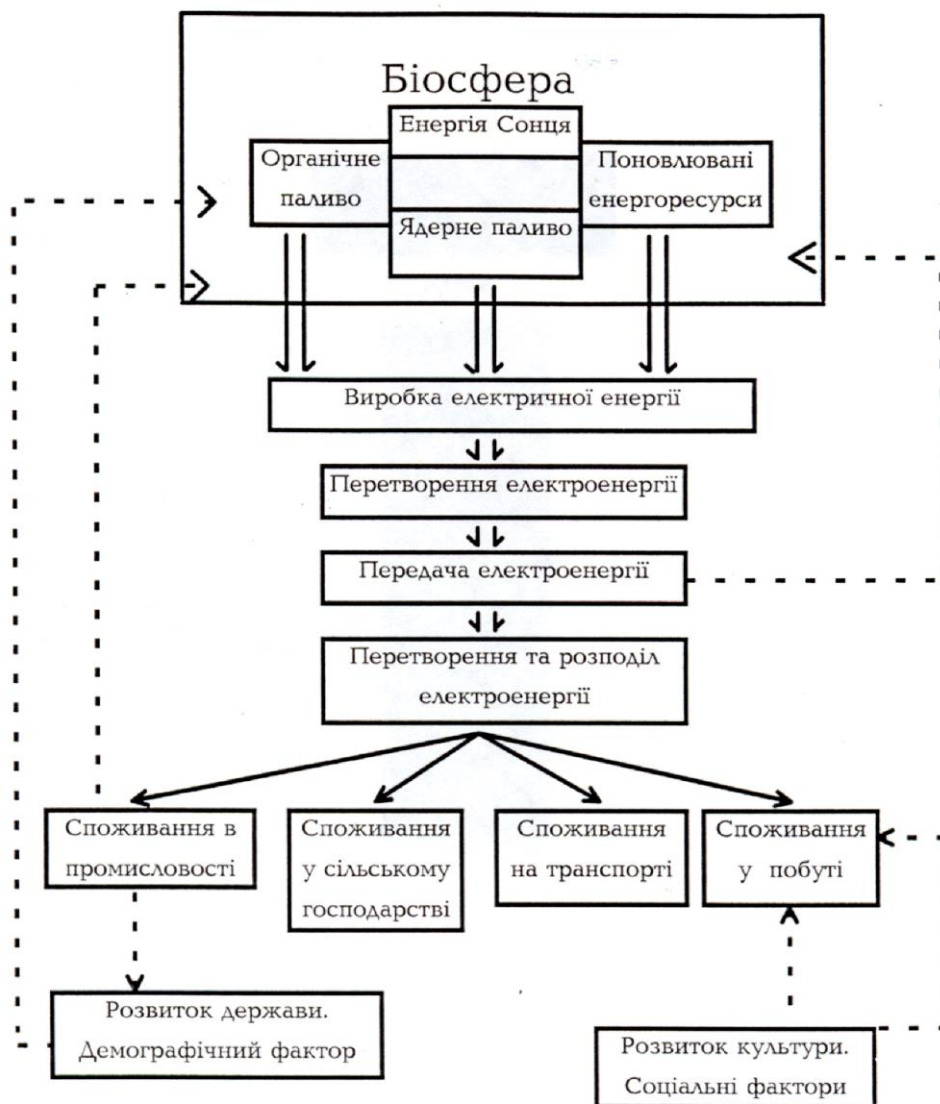 Біосфера
Енергія Сонця
Органічне
паливо
Поновлювані
енергоресурси
Ядерне паливо
Виробка електричної енергії
Перетворення електроенергії
Передача електроенергії
Перетворення та розподіл
електроенергії
Споживання в
промисловості
Споживання
у сільському
господарстві
Споживання
на транспорті
Споживання
у побуті
Розвиток держави.
Демографічний фактор
Розвиток культури.
Соціальні фактори